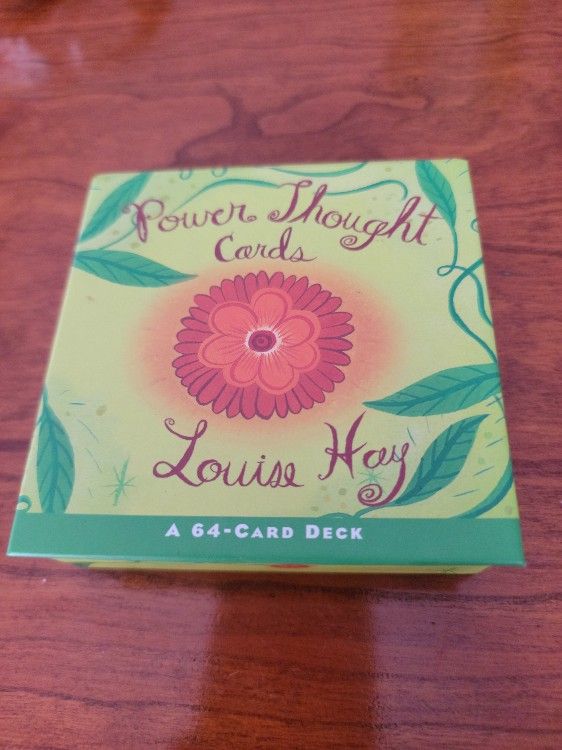 Power Thought
Cards
Louise Hay
A 64-Card Deck